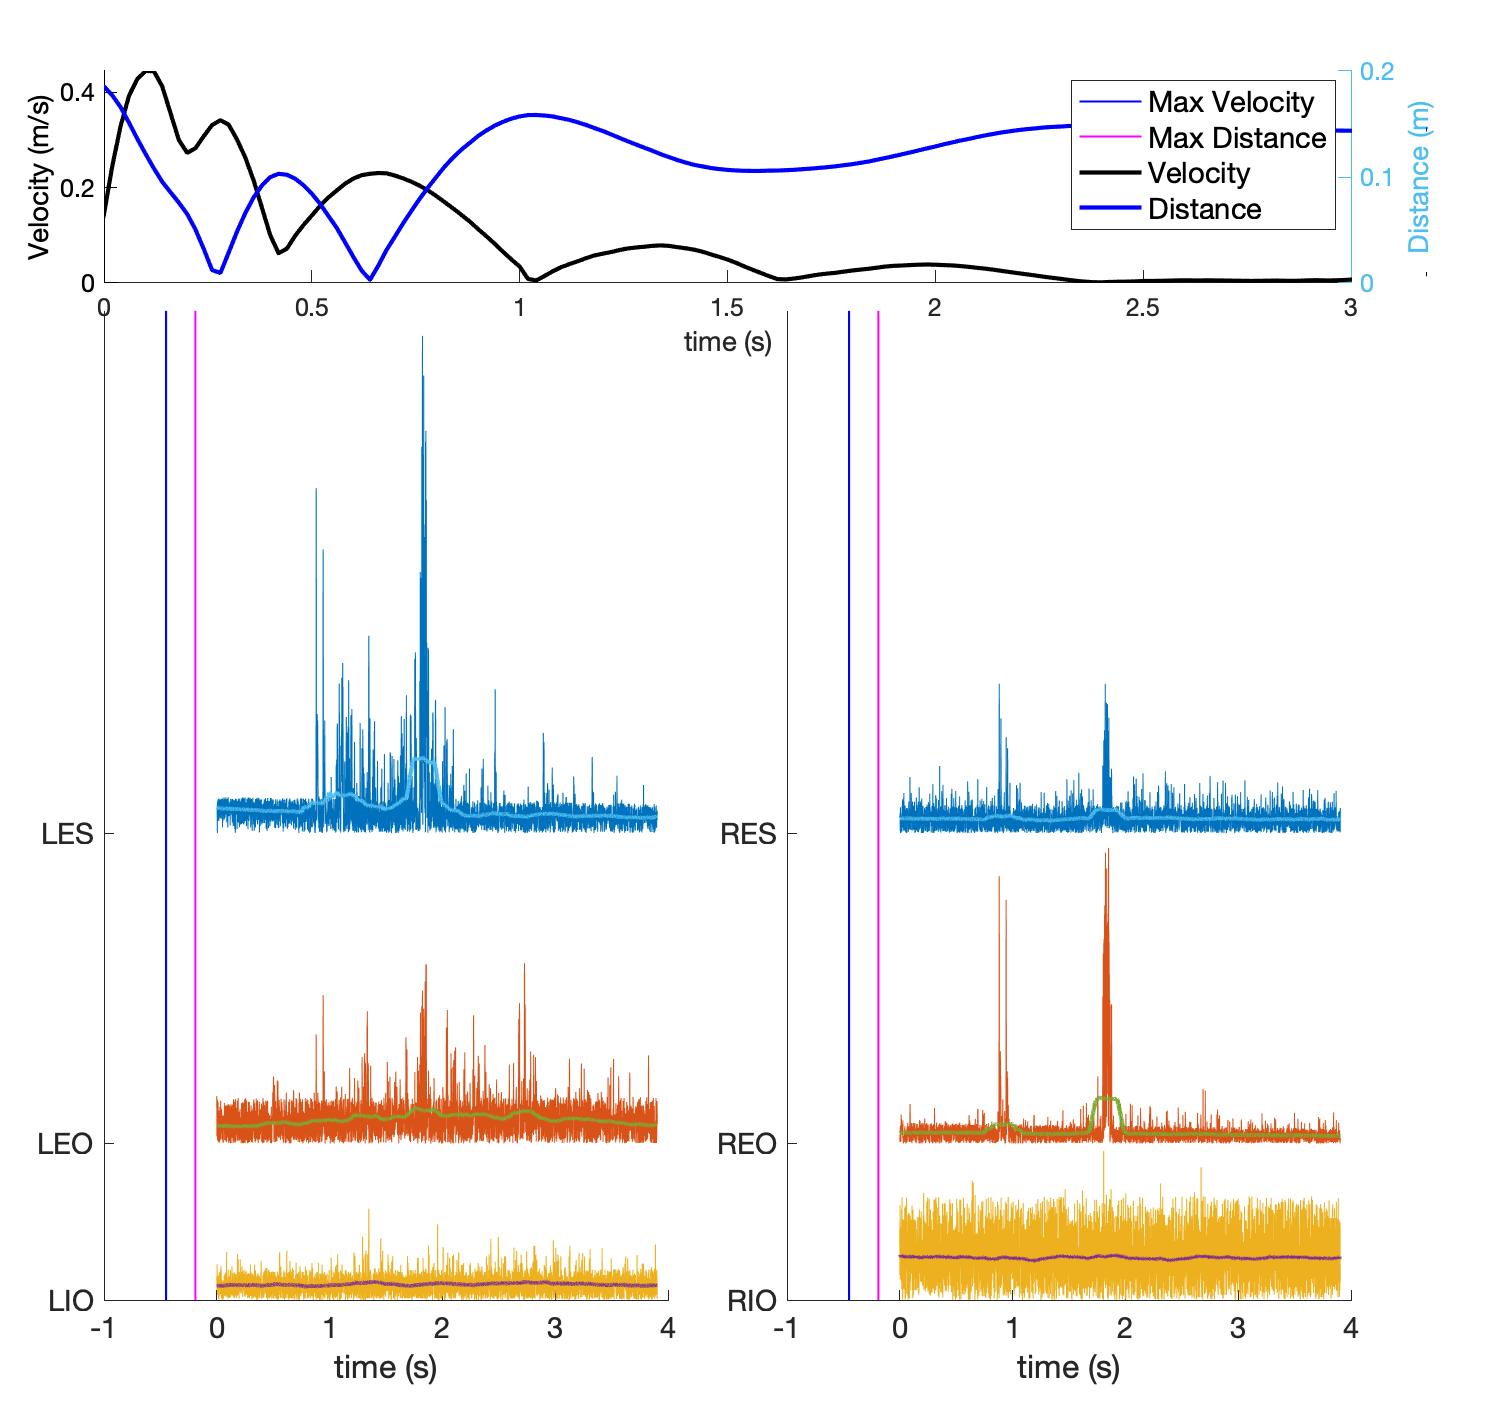 Velocity (m/s)
0.4
0.2
0
0.2
0.1
0
Distance (m)
Max Velocity
Max Distance
Velocity
Distance
0 0.5 1 1.5 2 2.5 3
time (s)
LES
LEO
LIO
-1 0 1 2 3 4
time (s)
RES
REO
RIO
-1 0 1 2 3 4
time (s)